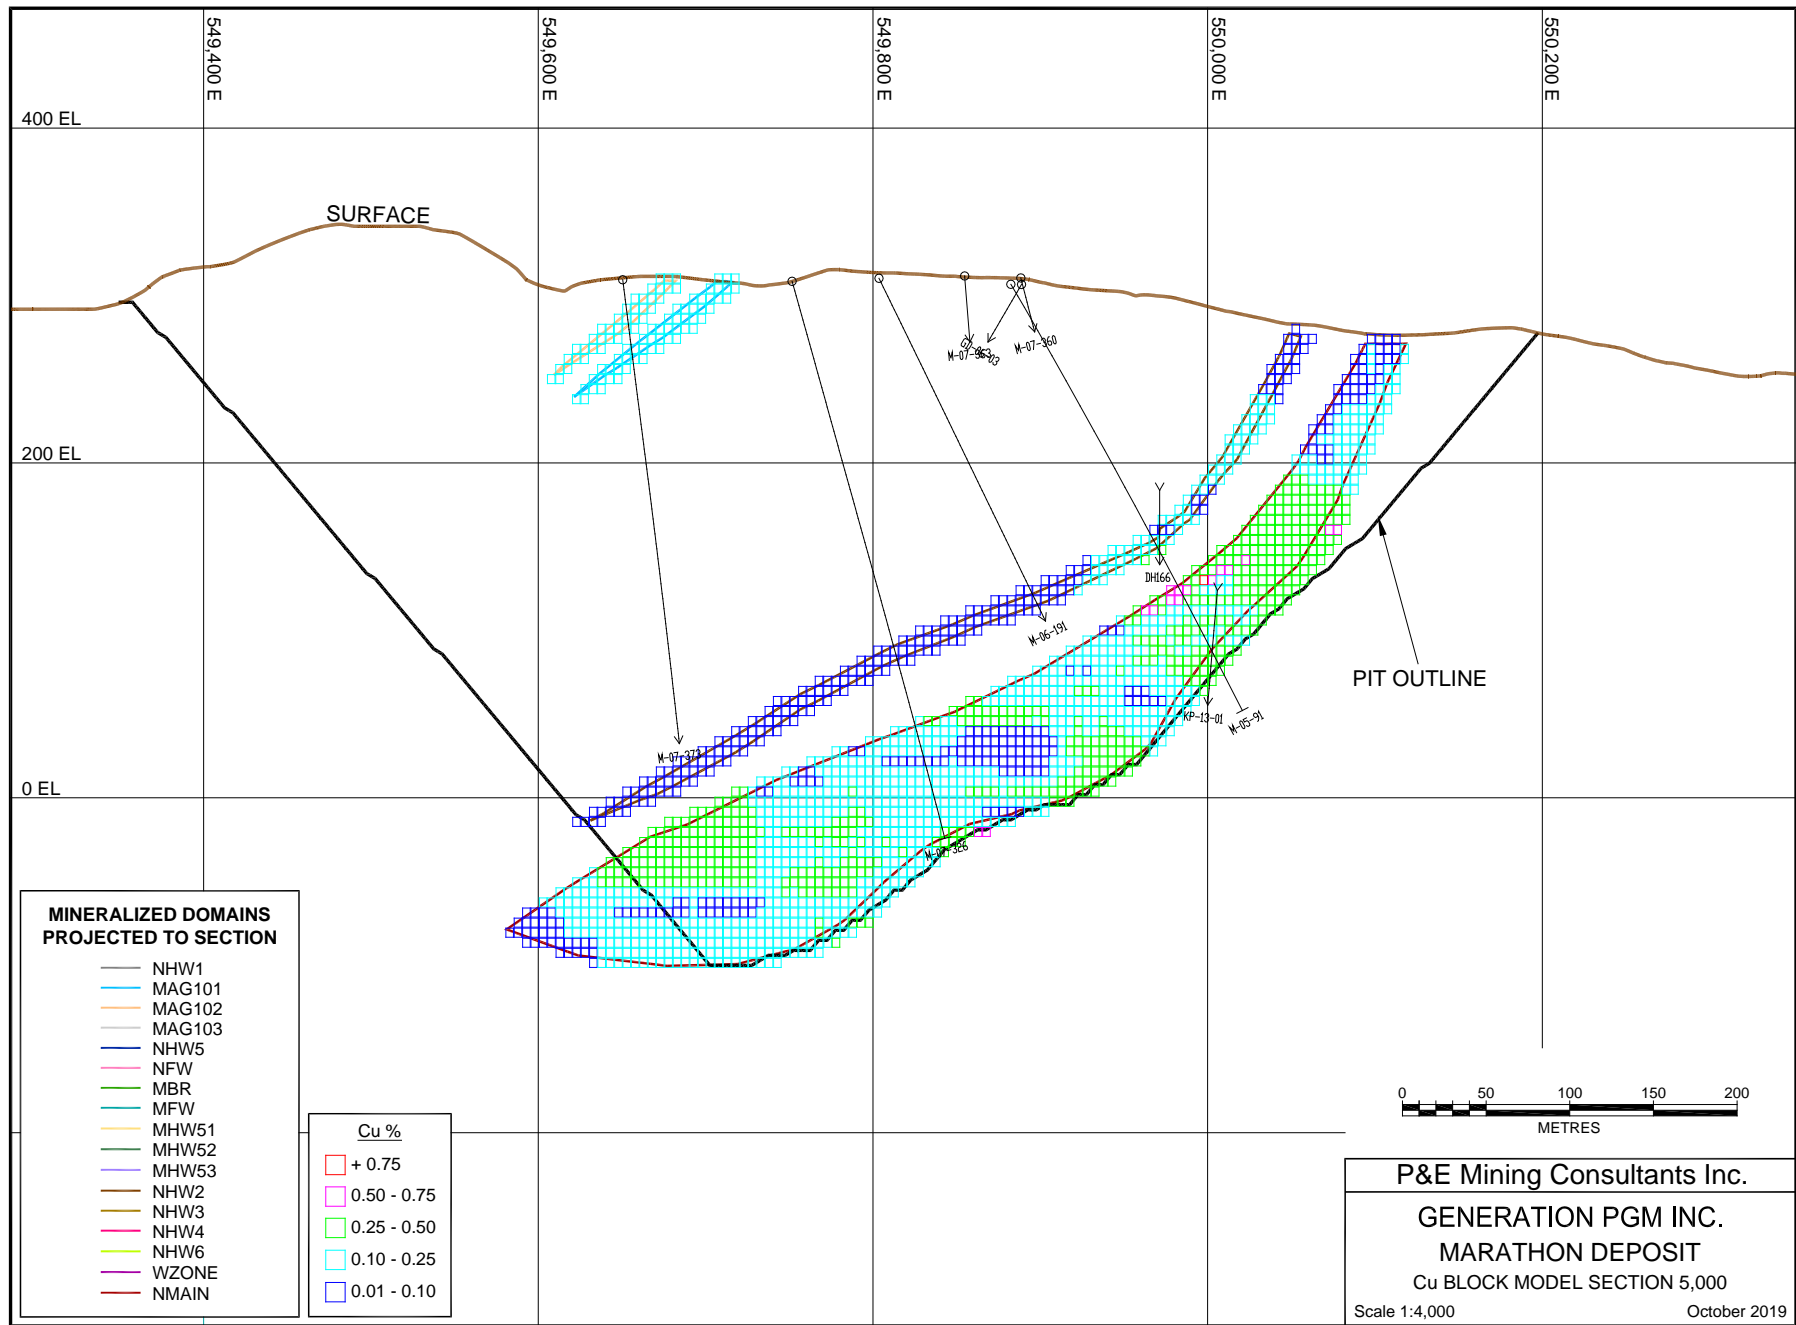 549,400 E
549,600 E
549,800 E
550,000 E
550,200 E
400 EL
SURFACE
M-07-360
200 EL
DH166
M-06-191
PIT OUTLINE
KP-13-01
M-05-91
M-07-373
0 EL
M-07-326
MINERALIZED DOMAINS
PROJECTED TO SECTION
NHW1
MAG101
MAG102
MAG103
NHW5
NFW
MBR
MFW
MHW51
MHW52
MHW53
NHW2
NHW3
NHW4
NHW6
WZONE
NMAIN
Cu %
+ 0.75
0.50 - 0.75
0.25 - 0.50
0.10 - 0.25
0.01 - 0.10
0 50 100 150 200
METRES
P&E Mining Consultants Inc.
GENERATION PGM INC.
MARATHON DEPOSIT
Cu BLOCK MODEL SECTION 5,000
Scale 1:4,000 October 2019